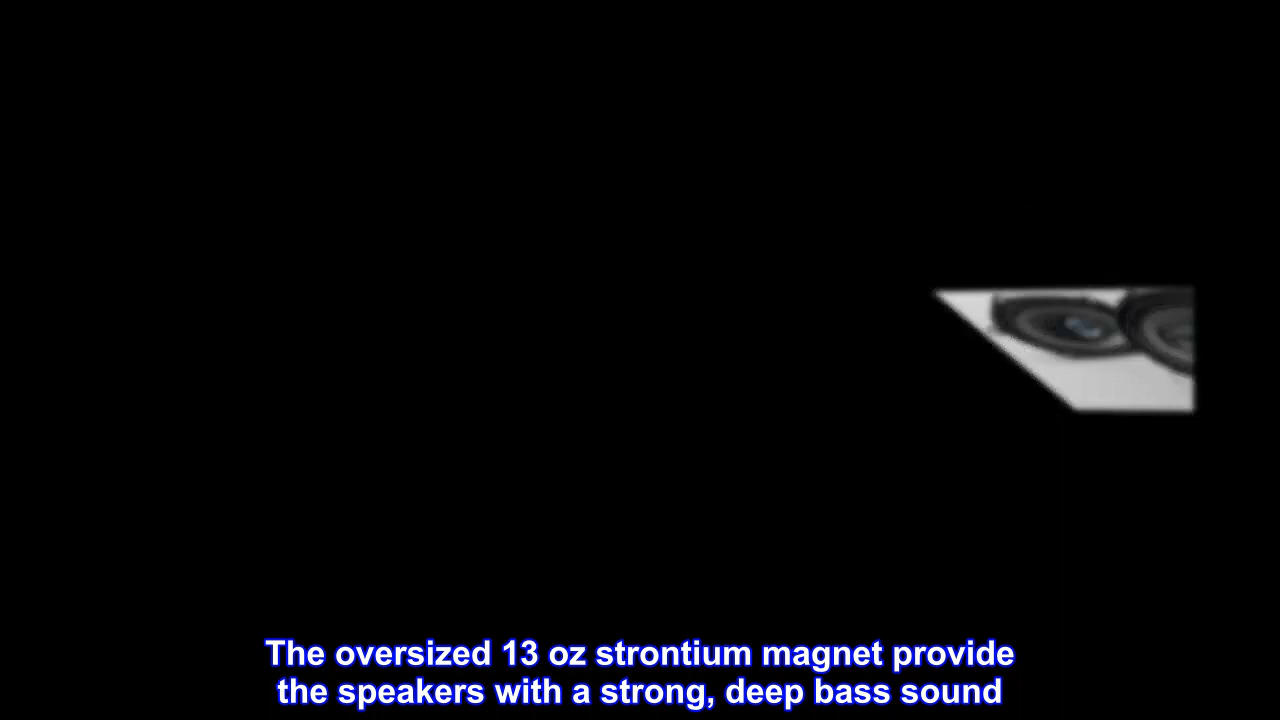 The oversized 13 oz strontium magnet provide
the speakers with a strong, deep bass sound